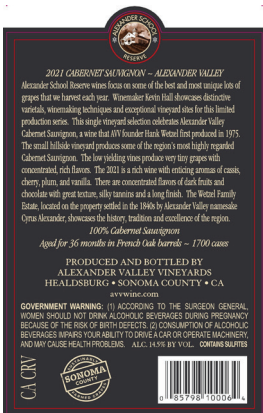 ALEXANDER SCHOOL
RESERVE
2021 CABERNET SAUVIGNON ~ ALEXANDER VALLEY
Alexander School Reserve wines focus on some of the best and most unique lots of
grapes that we harvest each year. Winemaker Kevin Hall showcases distinctive
varietals, winemaking techniques and exceptional vineyard sites for this limited
production series. This single vineyard selection celebrates Alexander Valley
Cabernet Sauvignon, a wine that AVV founder Hank Wetzel first produced in 1975.
The small hillside vineyard produces some of the region's most highly regarded
Cabernet Sauvignon. The low yielding vines produce very tiny grapes with
concentrated, rich flavors. The 2021 is a rich wine with enticing aromas of cassis,
cherry, plum, and vanilla. There are concentrated flavors of dark fruits and
chocolate with great texture, silky tannins and a long finish. The Wetzel Family
Estate, located on the property settled in the 1840s by Alexander Valley namesake
Cyrus Alexander, showcases the history, tradition and excellence of the region.
100% Cabernet Sauvignon
Aged for 36 months in French Oak barrels ~ 1700 cases
PRODUCED AND BOTTLED BY
ALEXANDER VALLEY VINEYARDS
HEALDSBURG • SONOMA COUNTY • CA
avvwine.com
GOVERNMENT WARNING: (1) ACCORDING TO THE SURGEON GENERAL,
WOMEN SHOULD NOT DRINK ALCOHOLIC BEVERAGES DURING PREGNANCY
BECAUSE OF THE RISK OF BIRTH DEFECTS. (2) CONSUMPTION OF ALCOHOLIC
BEVERAGES IMPAIRS YOUR ABILITY TO DRIVE A CAR OR OPERATE MACHINERY,
AND MAY CAUSE HEALTH PROBLEMS. ALC. 14.5% BY VOL. CONTAINS SULFITES
CA CRV
SUSTAINABLE
SONOMA
COUNTY
0 85798 10006 4